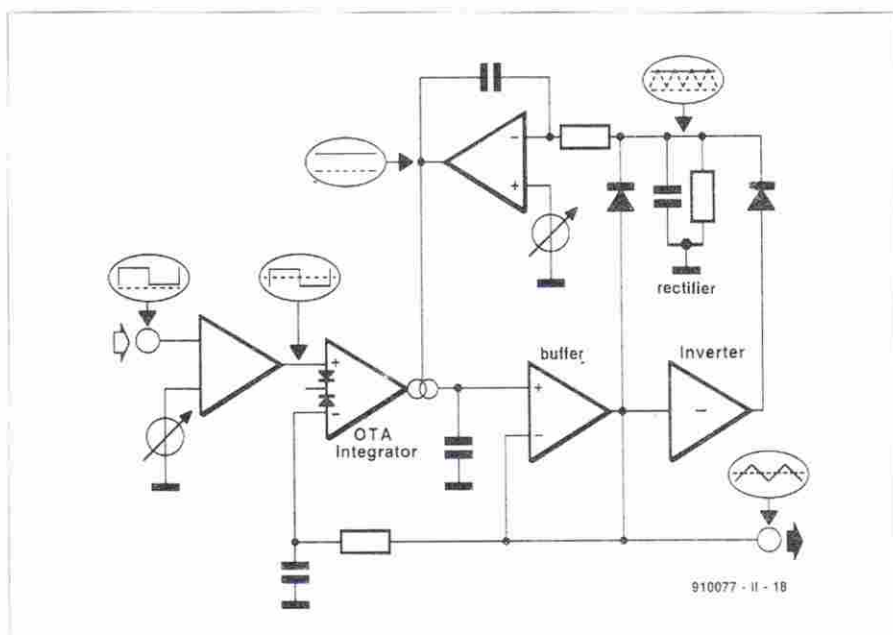 rectifier
buffer
Inverter
OTA
Integrator
910077 - II - 18